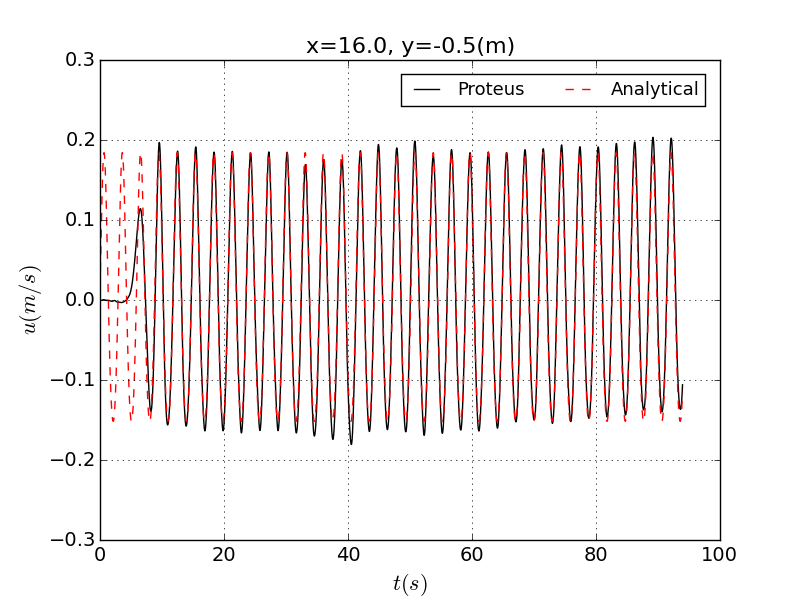 x=16.0, y=-0.5(m)
Proteus
Analytical
0.3
0.2
0.1
0.0
−0.1
−0.2
−0.3
u(m/s)
0 20 40 60 80 100
t(s)